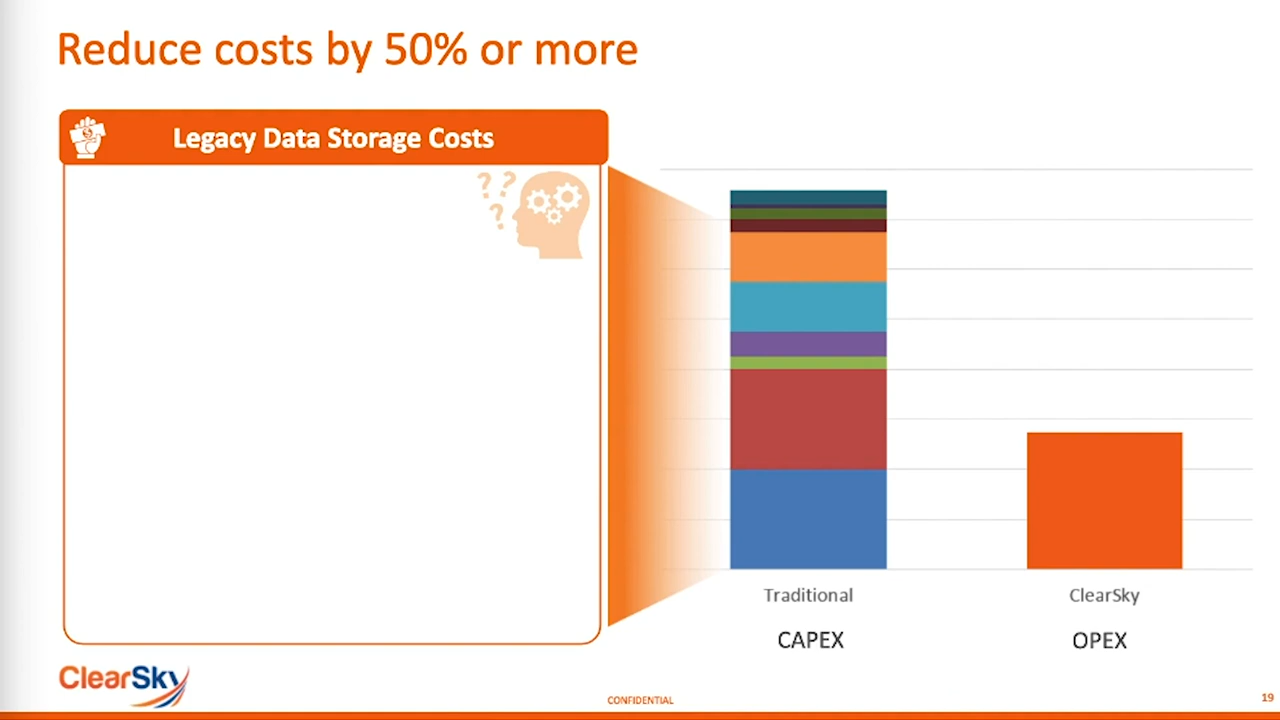 Reduce costs by 50% or more
Legacy Data Storage Costs
Traditional
ClearSky
CAPEX
OPEX
ClearSky
CONFIDENTIAL
19